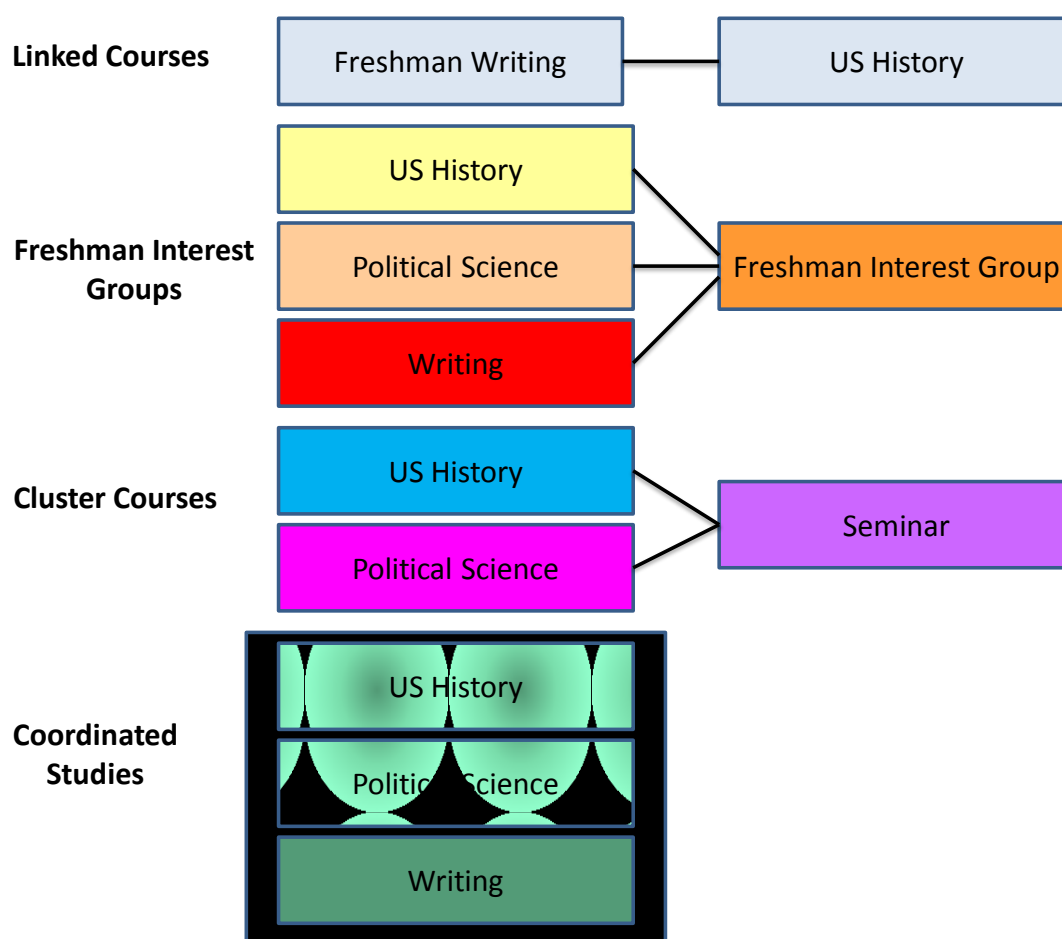 Linked Courses
Freshman Writing
US History
US History
Freshman Interest
Groups
Political Science
Freshman Interest Group
Writing
US History
Cluster Courses
Seminar
Political Science
US History
Coordinated
Studies
Political Science
Writing